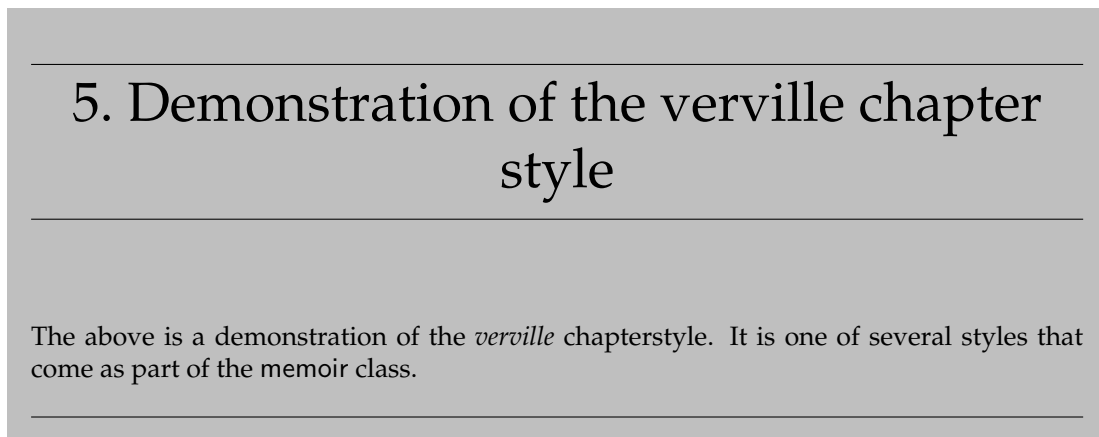 5. Demonstration of the verville chapter
style
The above is a demonstration of the verville chapterstyle. It is one of several styles that
come as part of the memoir class.